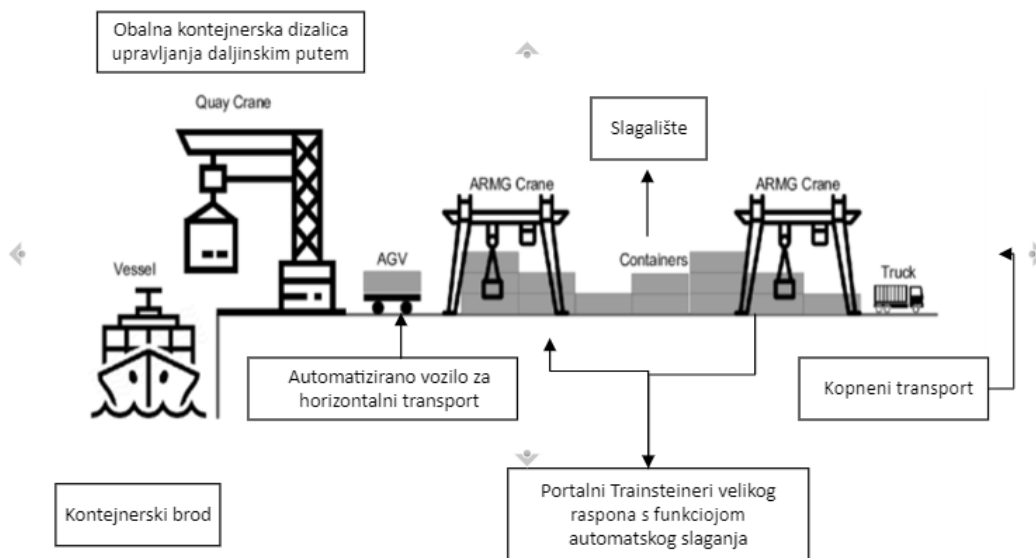 Obalna kontejnerska dizalica
upravljanja daljinskim putem
Quay Crane
Slagalište
ARMG Crane
ARMG Crane
AGV
Containers
Vessel
Truck
Automatizirano vozilo za
horizontalni transport
Kopneni transport
Portalni Trainsteineri velikog
raspona s funkciojom
automatskog slaganja
Kontejnerski brod